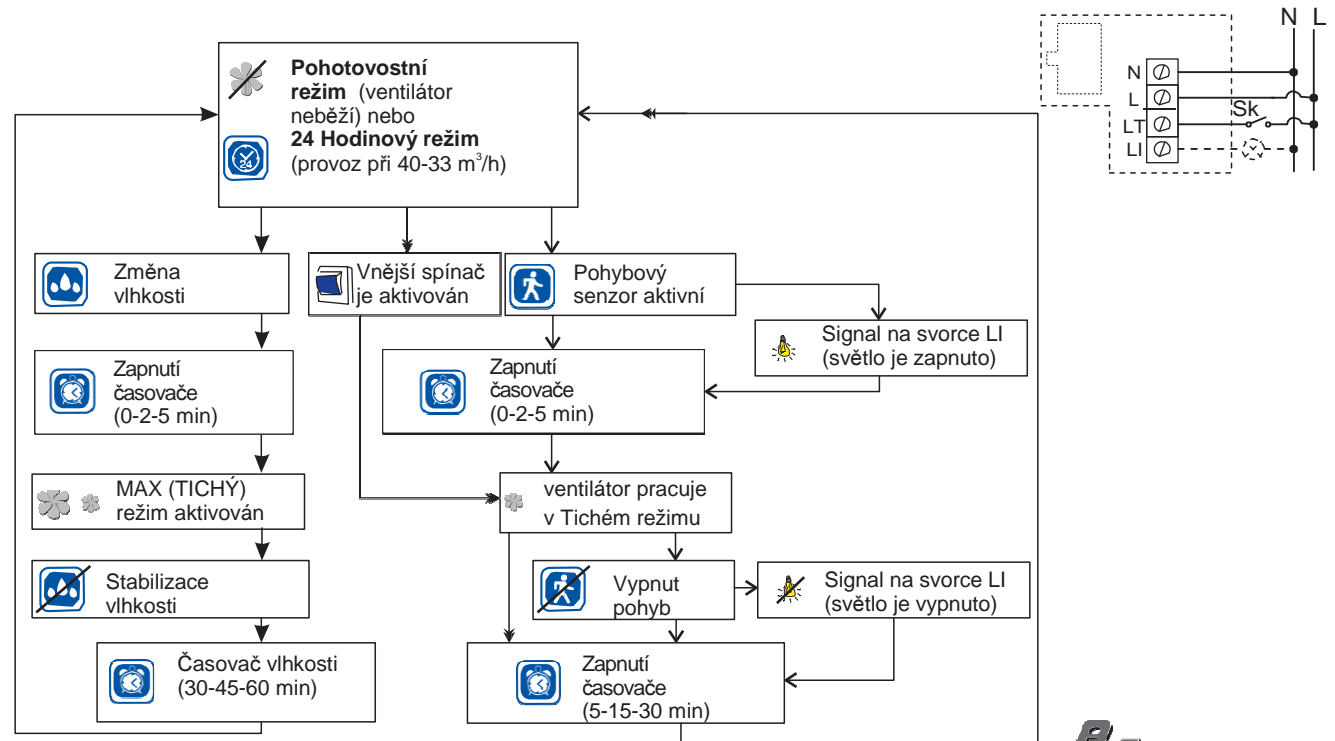 Pohotovostní
režim (ventilátor
neběží) nebo
24 Hodinový režim
(provoz při 40-33 m³/h)
24
N L
N
L
LT
LI
Sk
Změna
vlhkosti
Vnější spínač
je aktivován
Pohybový
senzor aktivní
Signal na svorce LI
(světlo je zapnuto)
Zapnutí
časovače
(0-2-5 min)
Zapnutí
časovače
(0-2-5 min)
MAX (TICHÝ)
režim aktivován
ventilátor pracuje
v Tichém režimu
Stabilizace
vlhkosti
Vypnut
pohyb
Signal na svorce LI
(světlo je vypnuto)
Časovač vlhkosti
(30-45-60 min)
Zapnutí
časovače
(5-15-30 min)